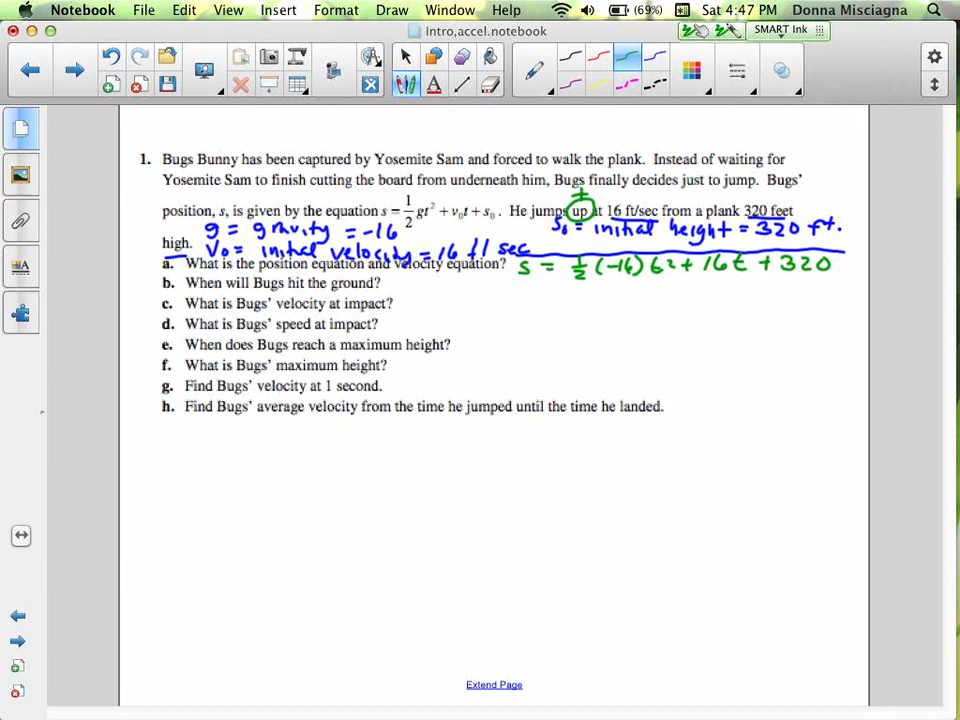 Notebook File Edit View Insert Format Draw Window Help (69%) Sat 4:47 PM Donna Misciagna
Intro,accel.notebook
SMART Ink
1. Bugs Bunny has been captured by Yosemite Sam and forced to walk the plank. Instead of waiting for
Yosemite Sam to finish cutting the board from underneath him, Bugs finally decides just to jump. Bugs'
+
position, s, is given by the equation s = 1/2 gt² + v₀t + s₀. He jumps up at 16 ft/sec from a plank 320 feet
g = gravity = -16 s₀ = initial height = 320 ft.
high. v₀ = initial velocity = 16 ft/sec
a. What is the position equation and velocity equation? s = 1/2 (-16) t² + 16t + 320
b. When will Bugs hit the ground?
c. What is Bugs' velocity at impact?
d. What is Bugs' speed at impact?
e. When does Bugs reach a maximum height?
f. What is Bugs' maximum height?
g. Find Bugs' velocity at 1 second.
h. Find Bugs' average velocity from the time he jumped until the time he landed.
Extend Page